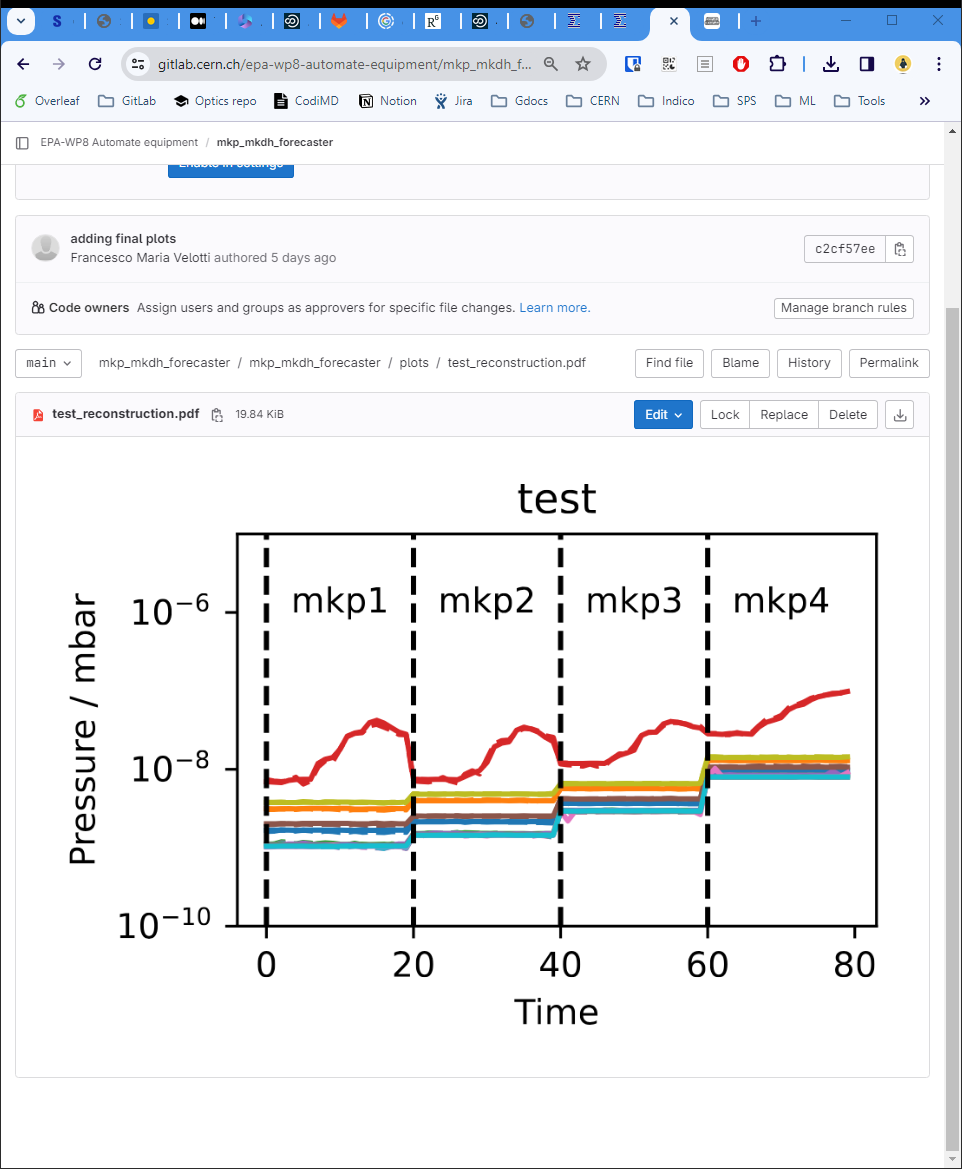 gitlab.cern.ch/epa-wp8-automate-equipment/mkp_mkdh_f...
Overleaf GitLab Optics repo CodiMD Notion Jira Gdocs CERN Indico SPS ML Tools »
EPA-WP8 Automate equipment / mkp_mkdh_forecaster
Enable in settings
adding final plots
Francesco Maria Velotti authored 5 days ago
c2cf57ee
Code owners Assign users and groups as approvers for specific file changes. Learn more.
Manage branch rules
main mkp_mkdh_forecaster / mkp_mkdh_forecaster / plots / test_reconstruction.pdf
Find file Blame History Permalink
test_reconstruction.pdf 19.84 KiB
Edit Lock Replace Delete
test
mkp1 mkp2 mkp3 mkp4
Pressure / mbar
10⁻⁶
10⁻⁸
10⁻¹⁰
0 20 40 60 80
Time